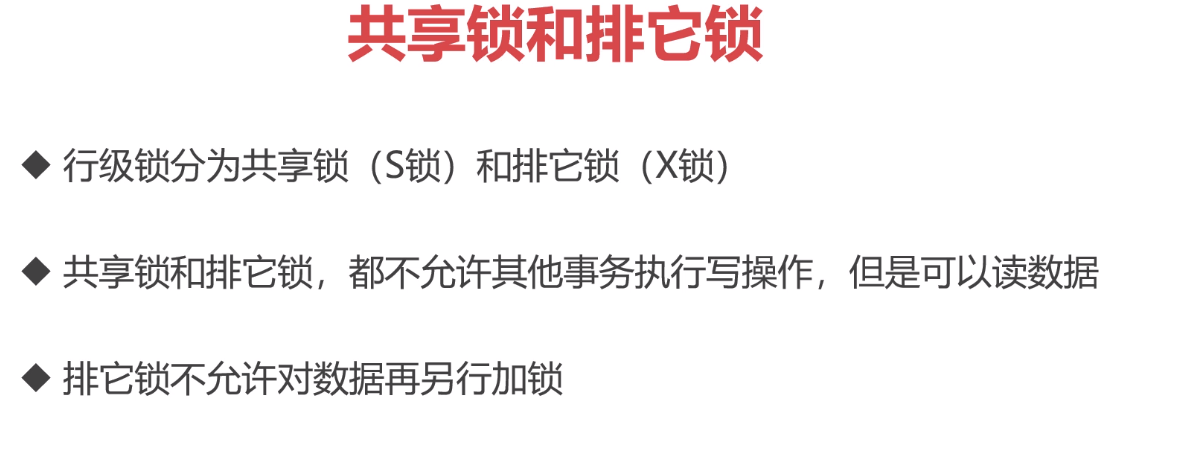 共享锁和排它锁
◆ 行级锁分为共享锁（S锁）和排它锁（X锁）
◆ 共享锁和排它锁，都不允许其他事务执行写操作，但是可以读数据
◆ 排它锁不允许对数据再另行加锁